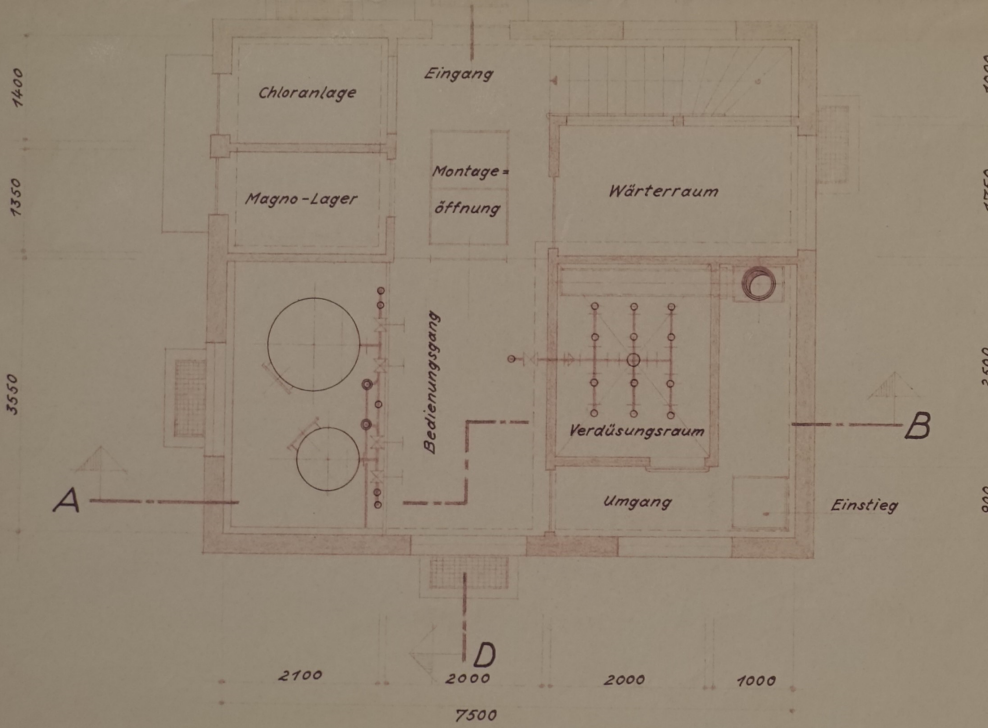 Eingang
1400
Chloranlage
Montage=
1350
Magno-Lager
öffnung
Wärterraum
3550
Bedienungsgang
Verdüsungsraum
B
A
Umgang
Einstieg
D
2100
2000
2000
1000
7500